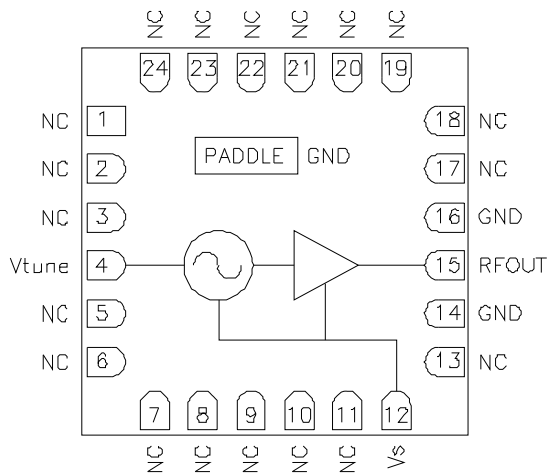 NC NC NC NC NC NC
24 23 22 21 20 19
NC 1 18 NC
PADDLE GND
NC 2 17 NC
NC 3 16 GND
Vtune 4 15 RFOUT
NC 5 14 GND
NC 6 13 NC
7 8 9 10 11 12
NC NC NC NC NC Vs